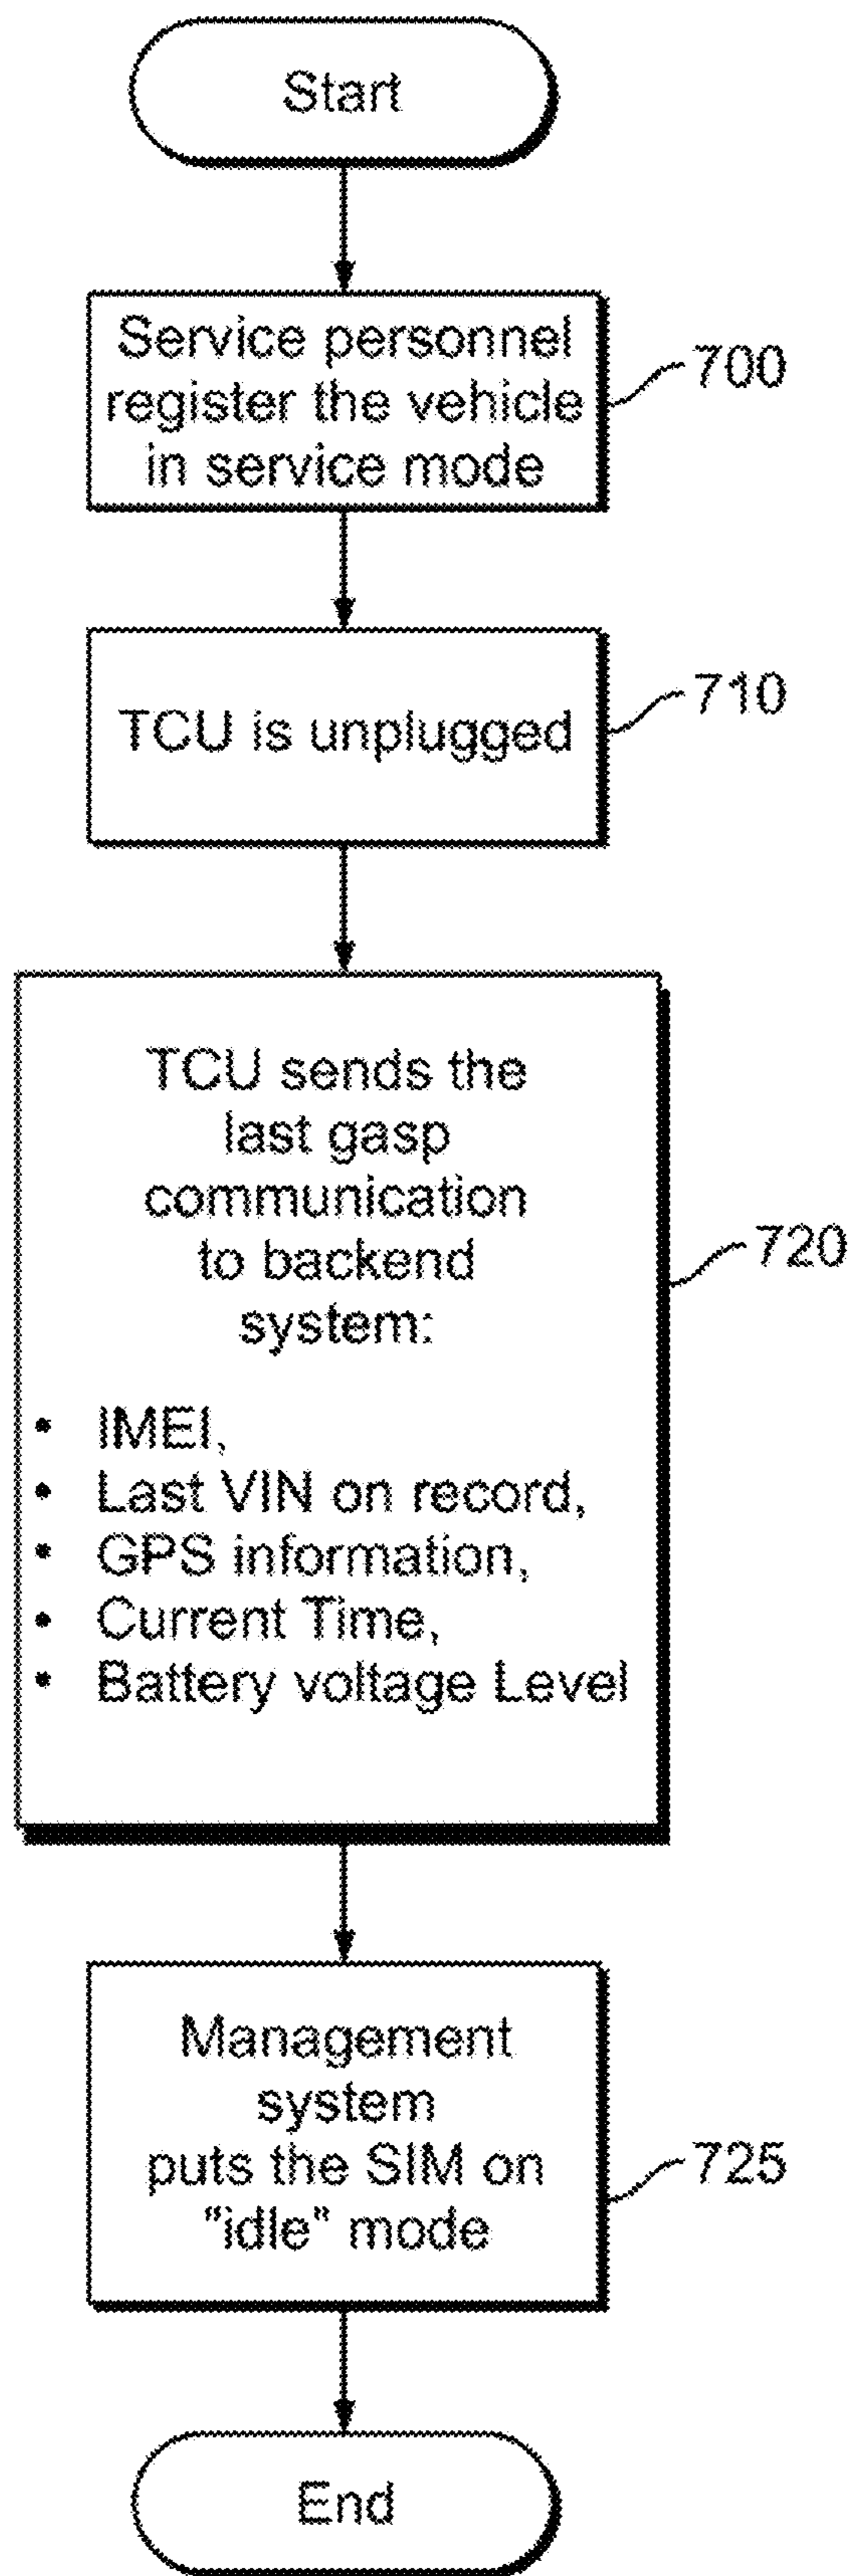 Start
Service personnel
register the vehicle
in service mode
700
TCU is unplugged
710
TCU sends the
last gasp
communication
to backend
system:
720
• IMEI,
• Last VIN on record,
• GPS information,
• Current Time,
• Battery voltage Level
Management
system
puts the SIM on
"idle" mode
725
End